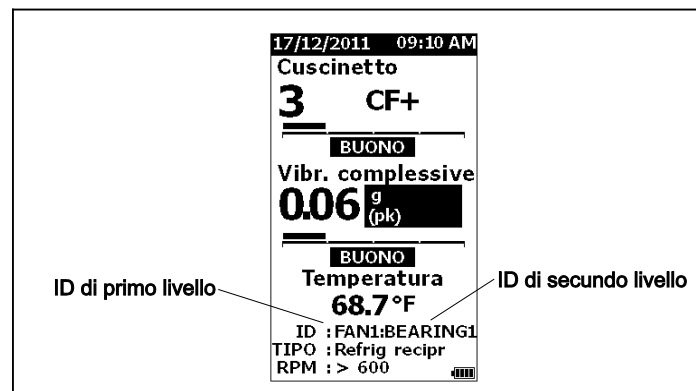 17/12/2011 09:10 AM
Cuscinetto
3 CF+
BUONO
Vibr. complessive
0.06 g (pk)
BUONO
Temperatura
68.7°F
ID di primo livello
ID di secundo livello
ID :FAN1:BEARING1
TIPO :Refrig recipr
RPM :> 600